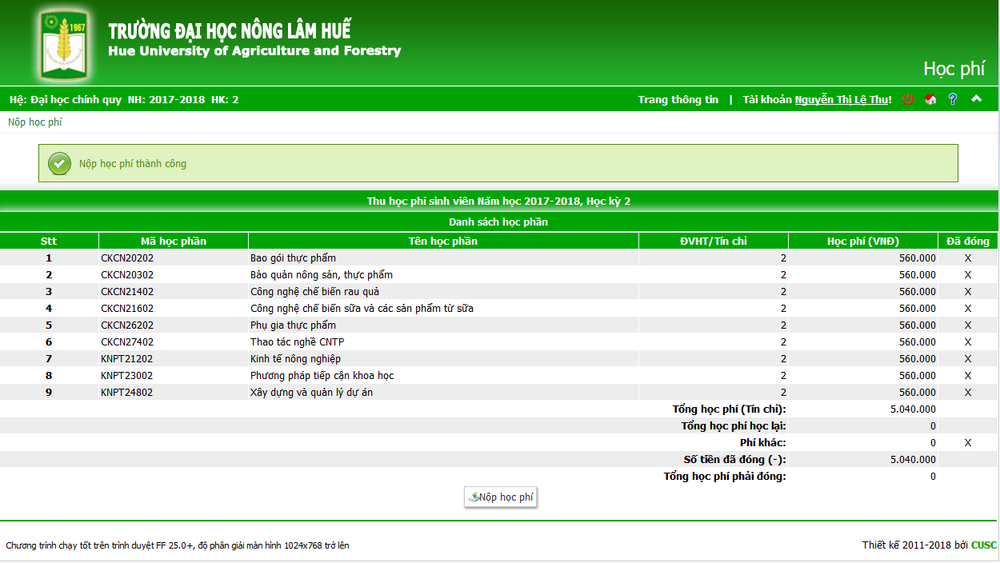 1967
TRƯỜNG ĐẠI HỌC NÔNG LÂM HUẾ
Hue University of Agriculture and Forestry
Học phí
Hệ: Đại học chính quy NH: 2017-2018 HK: 2
Trang thông tin | Tài khoản Nguyễn Thị Lệ Thu!
Nộp học phí
Nộp học phí thành công
Thu học phí sinh viên Năm học 2017-2018, Học kỳ 2
Danh sách học phần
Stt Mã học phần Tên học phần ĐVHT/Tín chỉ Học phí (VNĐ) Đã đóng
1 CKCN20202 Bao gói thực phẩm 2 560.000 X
2 CKCN20302 Bảo quản nông sản, thực phẩm 2 560.000 X
3 CKCN21402 Công nghệ chế biến rau quả 2 560.000 X
4 CKCN21602 Công nghệ chế biến sữa và các sản phẩm từ sữa 2 560.000 X
5 CKCN26202 Phụ gia thực phẩm 2 560.000 X
6 CKCN27402 Thao tác nghề CNTP 2 560.000 X
7 KNPT21202 Kinh tế nông nghiệp 2 560.000 X
8 KNPT23002 Phương pháp tiếp cận khoa học 2 560.000 X
9 KNPT24802 Xây dựng và quản lý dự án 2 560.000 X
Tổng học phí (Tín chỉ): 5.040.000
Tổng học phí học lại: 0
Phí khác: 0 X
Số tiền đã đóng (-): 5.040.000
Tổng học phí phải đóng: 0
Nộp học phí
Chương trình chạy tốt trên trình duyệt FF 25.0+, độ phân giải màn hình 1024x768 trở lên
Thiết kế 2011-2018 bởi CUSC